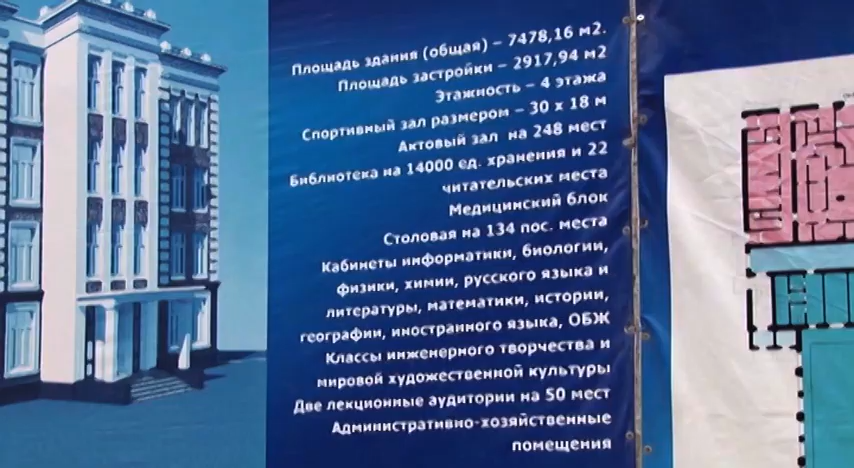 Площадь здания (общая) – 7478,16 м2.
Площадь застройки – 2917,94 м2
Этажность – 4 этажа
Спортивный зал размером – 30 х 18 м
Актовый зал на 248 мест
Библиотека на 14000 ед. хранения и 22
читательских места
Медицинский блок
Столовая на 134 пос. места
Кабинеты информатики, биологии,
физики, химии, русского языка и
литературы, математики, истории,
географии, иностранного языка, ОБЖ
Классы инженерного творчества и
мировой художественной культуры
Две лекционные аудитории на 50 мест
Административно-хозяйственные
помещения